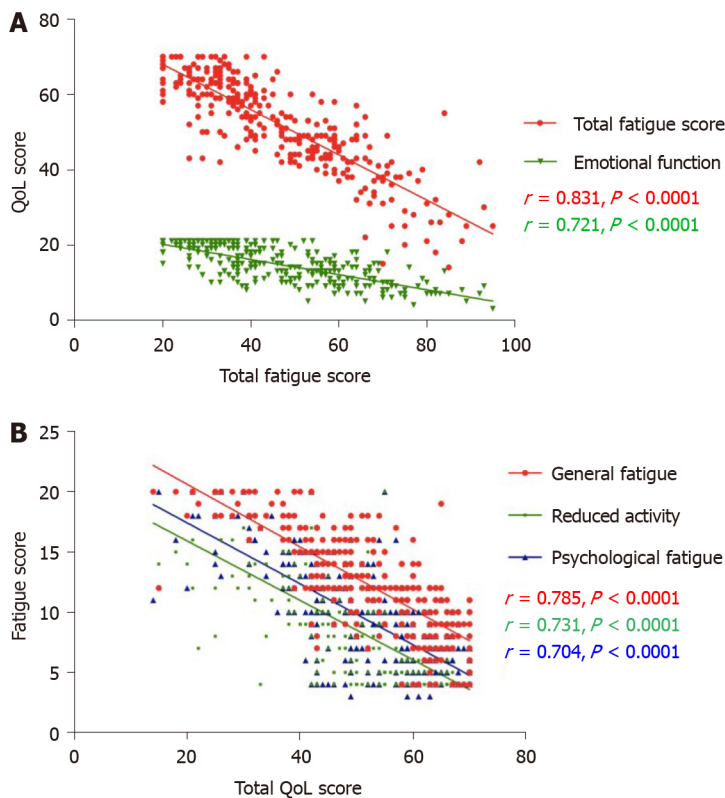 A
80
60
40
20
0
QoL score
0 20 40 60 80 100
Total fatigue score
Total fatigue score
Emotional function
r = 0.831, P < 0.0001
r = 0.721, P < 0.0001
B
25
20
15
10
5
0
Fatigue score
0 20 40 60 80
Total QoL score
General fatigue
Reduced activity
Psychological fatigue
r = 0.785, P < 0.0001
r = 0.731, P < 0.0001
r = 0.704, P < 0.0001